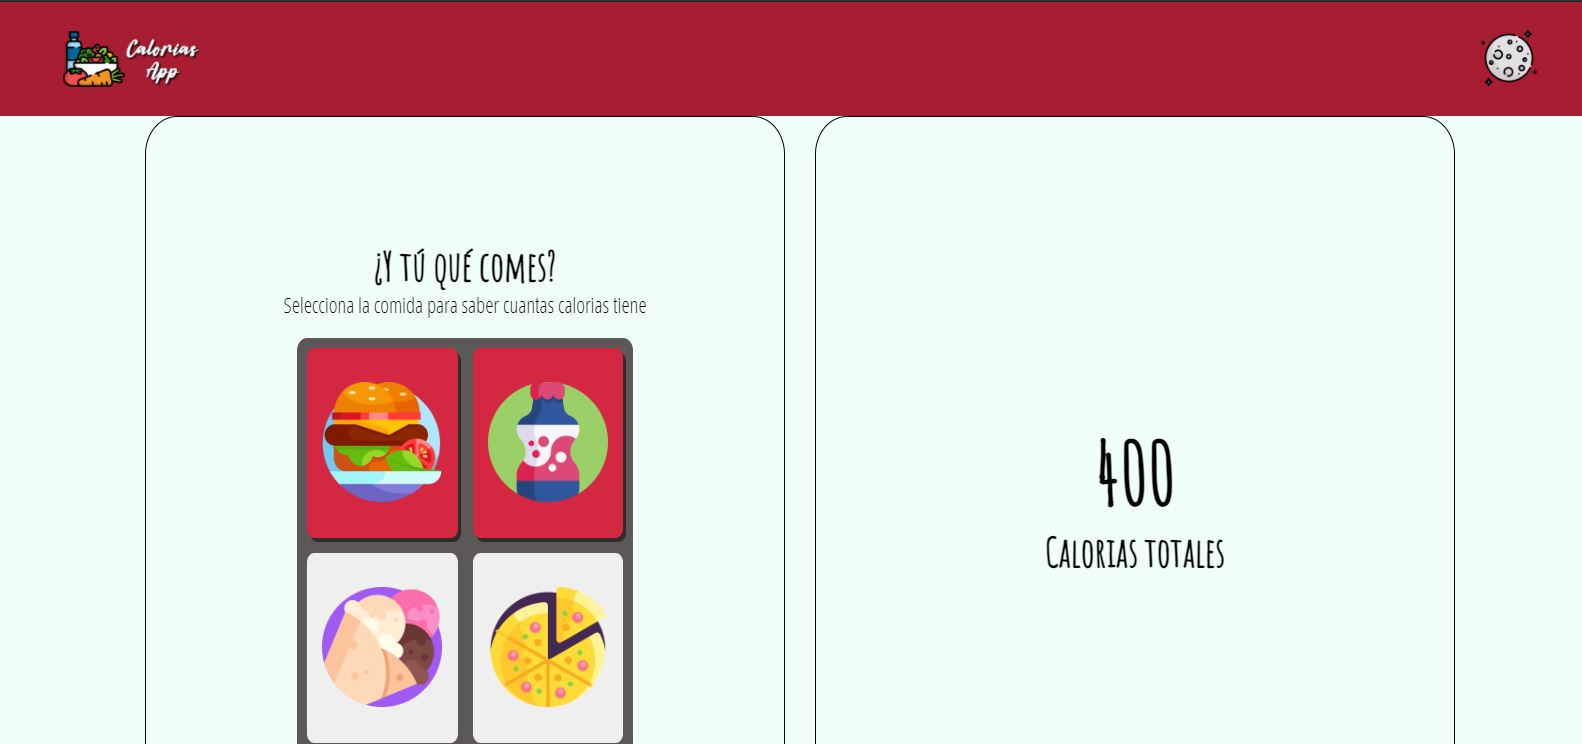 Calorias
App
¿Y tú qué comes?
Selecciona la comida para saber cuantas calorias tiene
400
Calorias totales